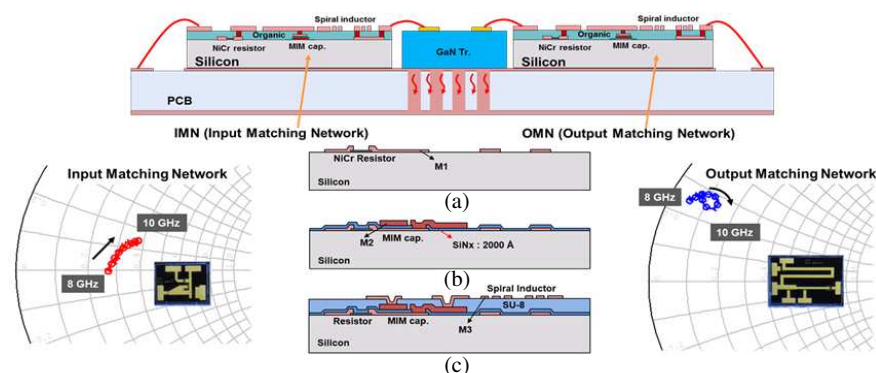 Spiral inductor
Spiral inductor
Organic
Organic
NiCr resistor
MIM cap.
GaN Tr.
NiCr resistor
MIM cap.
Silicon
Silicon
PCB
IMN (Input Matching Network)
OMN (Output Matching Network)
NiCr Resistor
M1
Silicon
(a)
Input Matching Network
10 GHz
8 GHz
Output Matching Network
8 GHz
10 GHz
M2
MIM cap.
SiNx : 2000 Å
Silicon
(b)
Spiral Inductor
SU-8
Resistor
MIM cap.
M3
Silicon
(c)